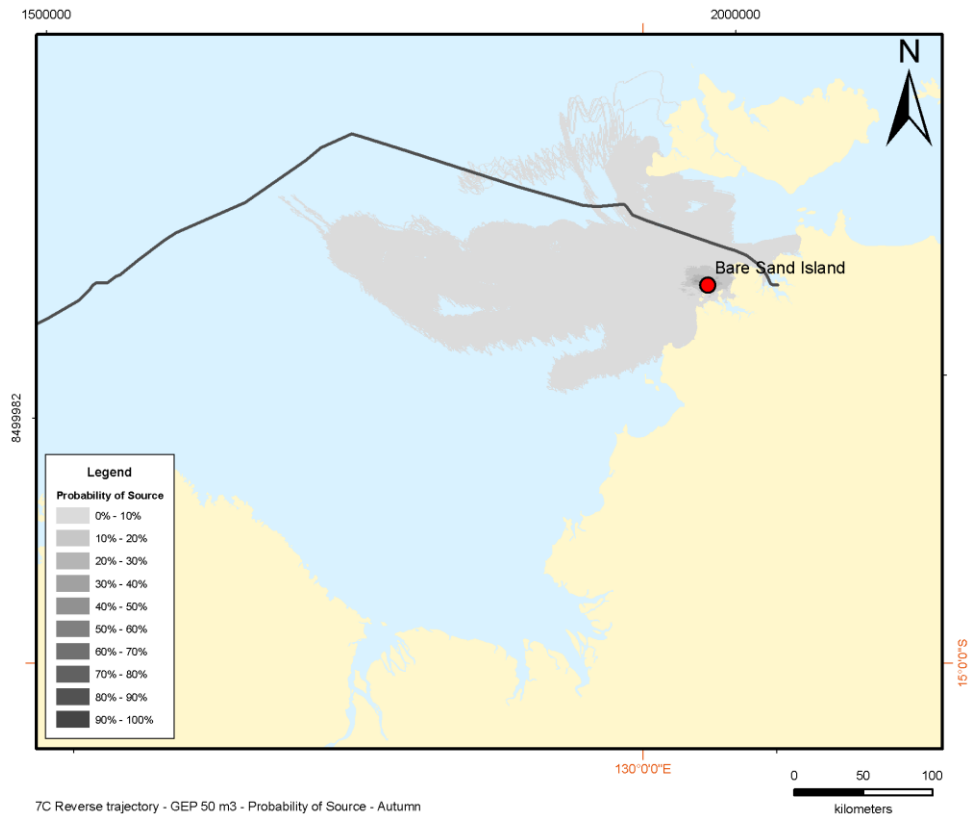 1500000
2000000
N
Bare Sand Island
8499982
Legend
Probability of Source
0% - 10%
10% - 20%
20% - 30%
30% - 40%
40% - 50%
50% - 60%
60% - 70%
70% - 80%
80% - 90%
90% - 100%
15°0'0"S
130°0'0"E
0 50 100
kilometers
7C Reverse trajectory - GEP 50 m3 - Probability of Source - Autumn